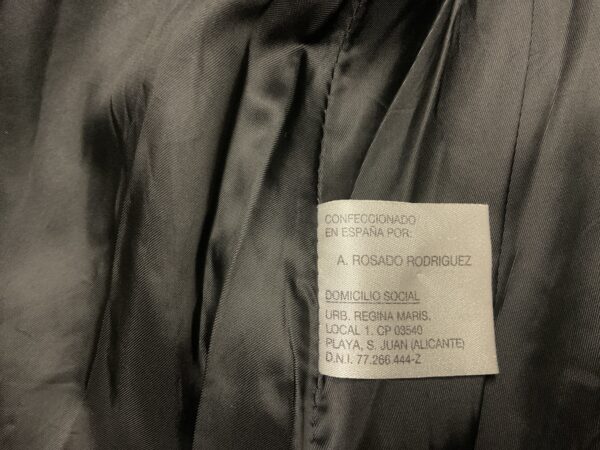 CONFECCIONADO
EN ESPAÑA POR:
A. ROSADO RODRIGUEZ
DOMICILIO SOCIAL
URB. REGINA MARIS,
LOCAL 1. CP 03540
PLAYA, S. JUAN (ALICANTE)
D.N.I. 77.266.444-Z